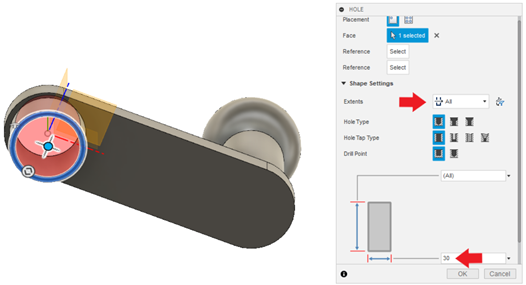 HOLE
Placement
Face 1 selected
Reference Select
Reference Select
Shape Settings
Extents All
Hole Type
Hole Tap Type
Drill Point
(All)
30
OK Cancel